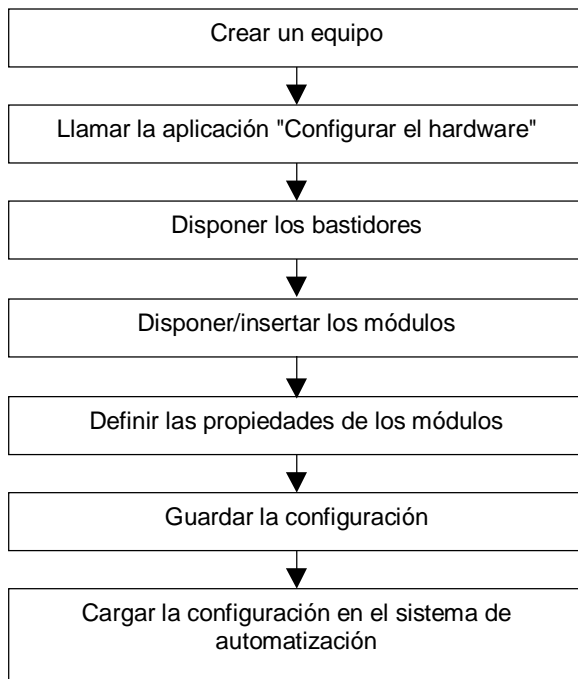 Crear un equipo
Llamar la aplicación "Configurar el hardware"
Disponer los bastidores
Disponer/insertar los módulos
Definir las propiedades de los módulos
Guardar la configuración
Cargar la configuración en el sistema de
automatización